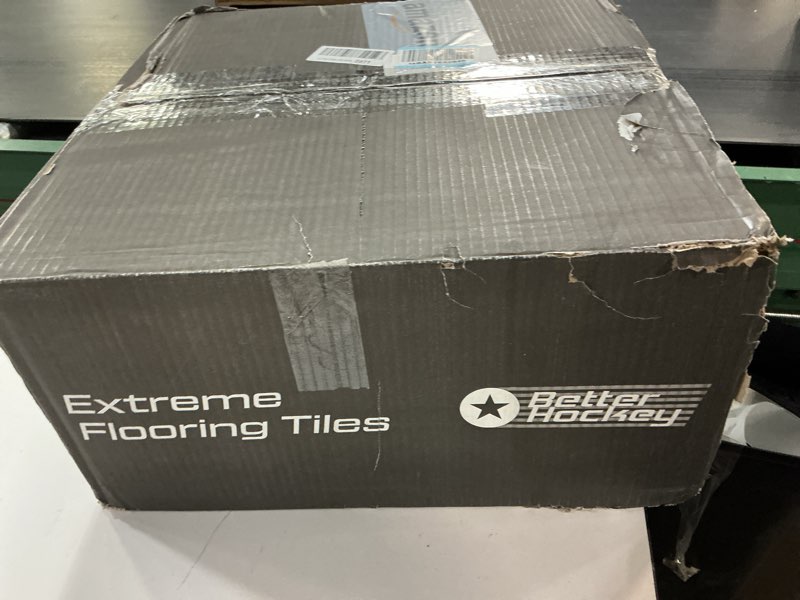 Extreme
Flooring Tiles
Better
Hockey